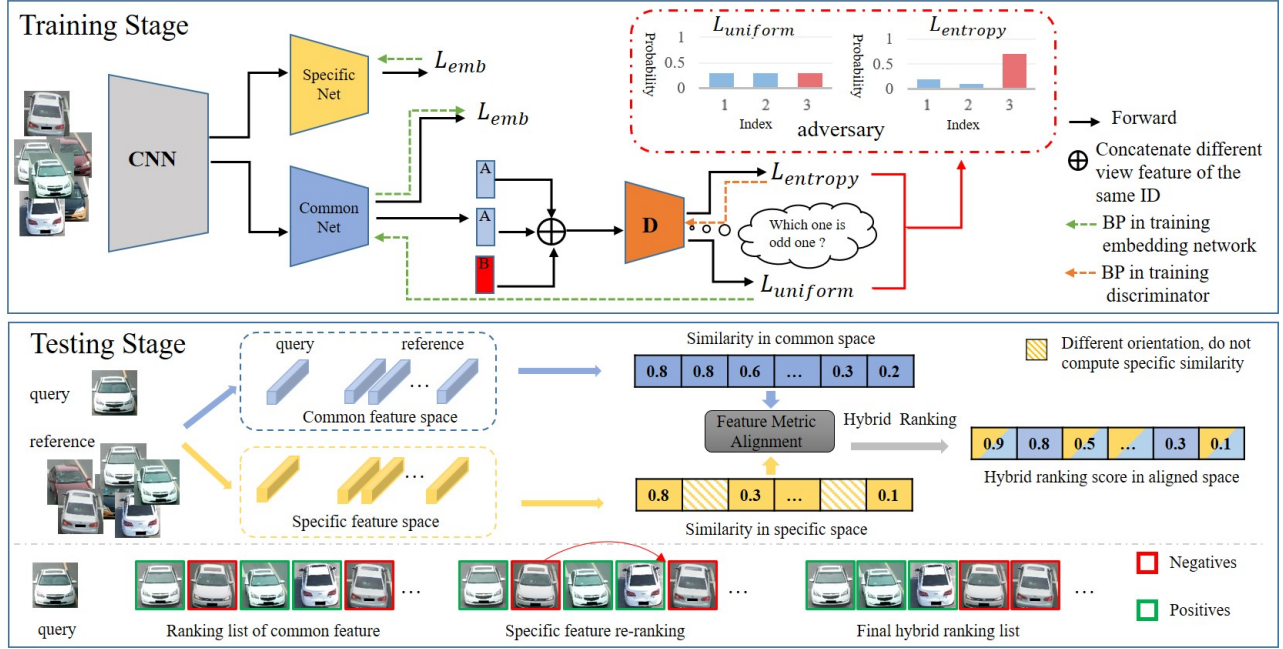 Training Stage
CNN
Specific
Net
Common
Net
L_emb
L_emb
A
A
B
D
L_entropy
Which one is
odd one ?
L_uniform
L_uniform
Probability
1
0.5
0
1 2 3
Index
L_entropy
Probability
1
0.5
0
1 2 3
Index
adversary
Forward
Concatenate different
view feature of the
same ID
BP in training
embedding network
BP in training
discriminator
Testing Stage
query
reference
query reference
...
Common feature space
...
Specific feature space
Similarity in common space
0.8 0.8 0.6 ... 0.3 0.2
Feature Metric
Alignment
0.8 0.3 ... 0.1
Similarity in specific space
Hybrid Ranking
Different orientation, do not
compute specific similarity
0.9 0.8 0.5 ... 0.3 0.1
Hybrid ranking score in aligned space
query
...
Ranking list of common feature
...
Specific feature re-ranking
...
Final hybrid ranking list
Negatives
Positives